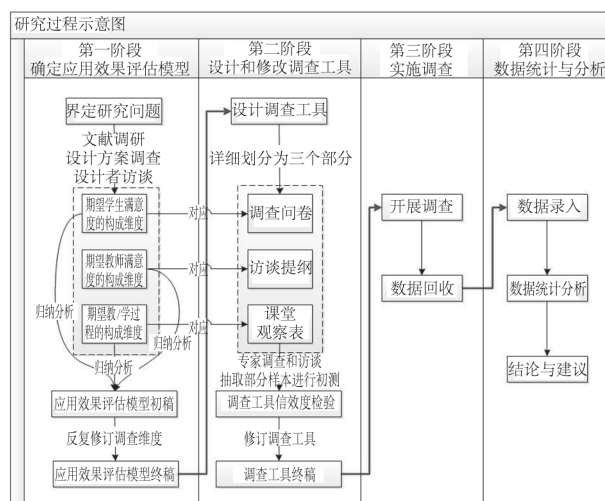 研究过程示意图
第一阶段
确定应用效果评估模型
界定研究问题
文献调研
设计方案调查
设计者访谈
期望学生满意
度的构成维度
期望教师满意
度的构成维度
期望教/学过
程的构成维度
归纳分析
归纳分析
归纳分析
应用效果评估模型初稿
反复修订调查维度
应用效果评估模型终稿
对应
对应
对应
第二阶段
设计和修改调查工具
设计调查工具
详细划分为三个部分
调查问卷
访谈提纲
课堂
观察表
专家调查和访谈
抽取部分样本进行初测
调查工具信效度检验
修订调查工具
调查工具终稿
第三阶段
实施调查
开展调查
数据回收
第四阶段
数据统计与分析
数据录入
数据统计分析
结论与建议